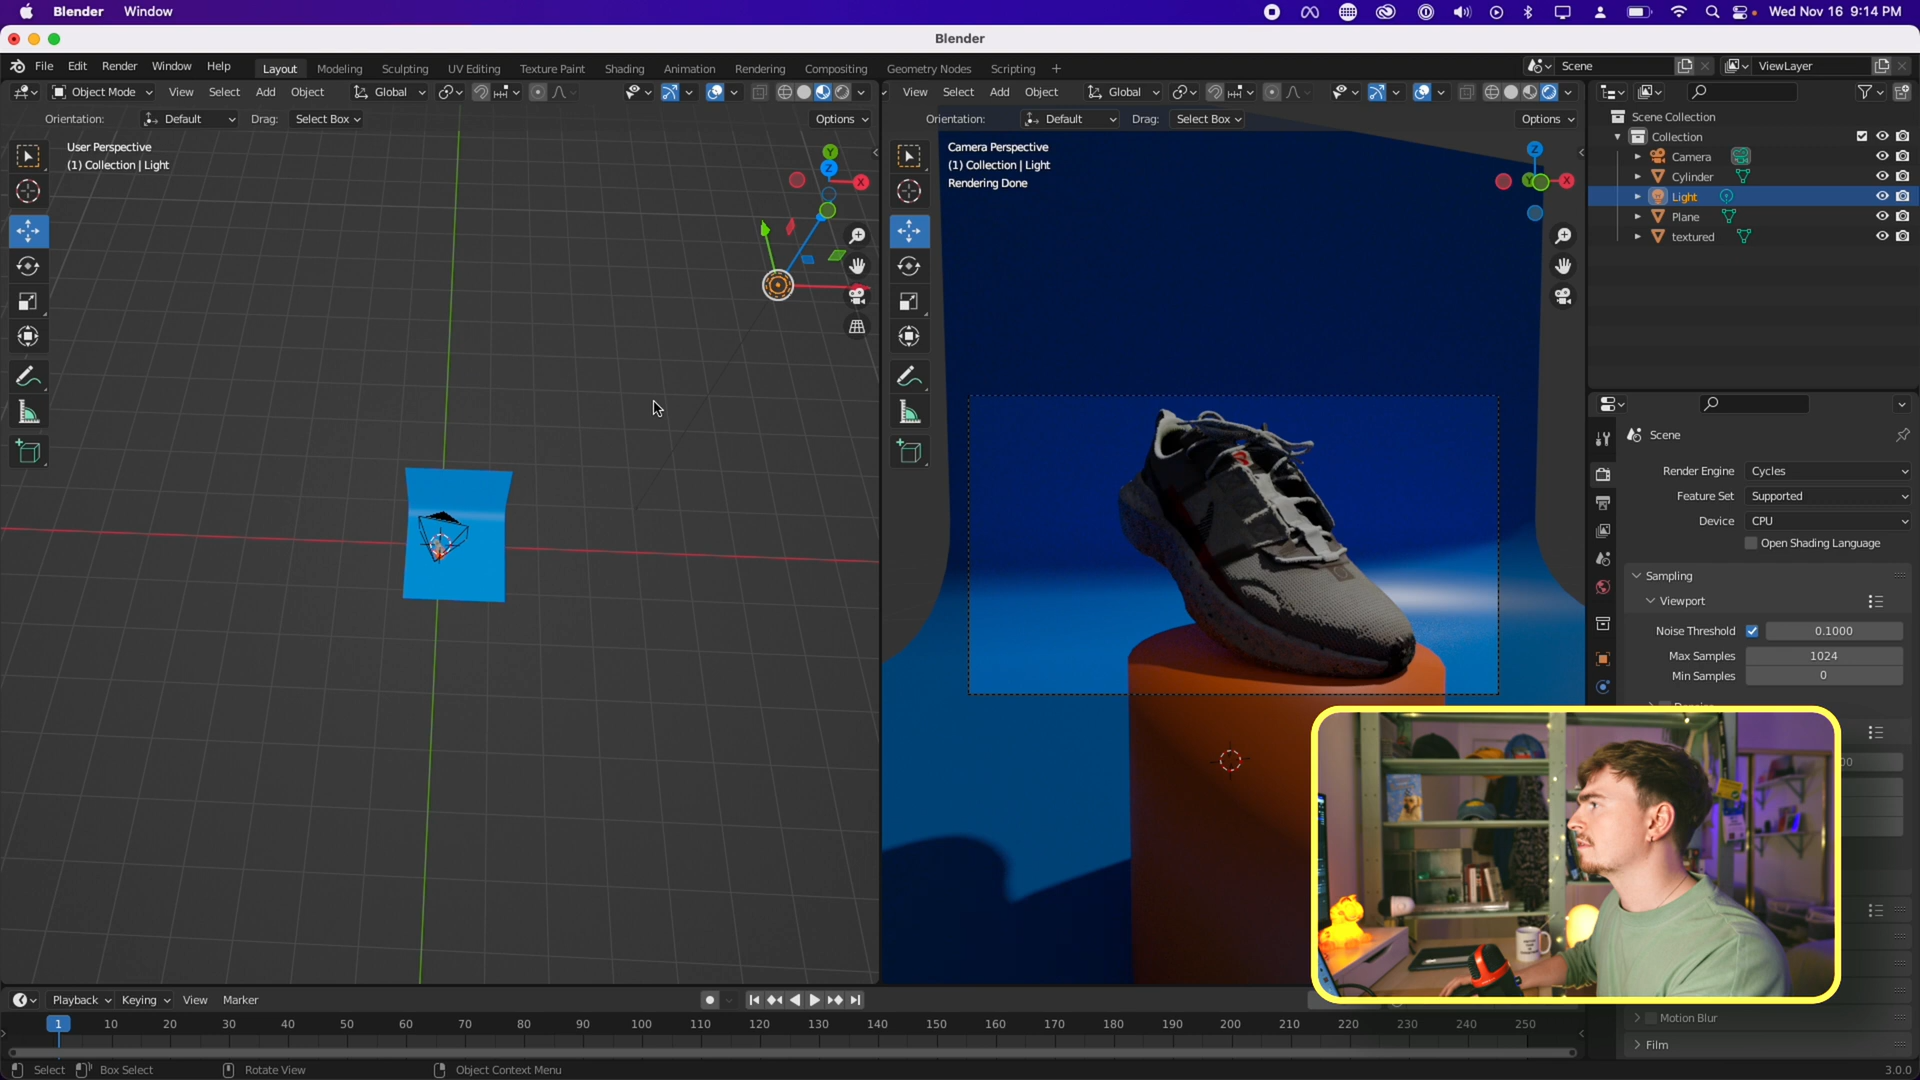 Blender Window Wed Nov 16 9:14 PM
Blender
File Edit Render Window Help Layout Modeling Sculpting UV Editing Texture Paint Shading Animation Rendering Compositing Geometry Nodes Scripting + Scene ViewLayer
Object Mode View Select Add Object Global View Select Add Object Global
Orientation: Default Drag: Select Box Options Orientation: Default Drag: Select Box Options
User Perspective
(1) Collection | Light
Y
Z
X
Camera Perspective
(1) Collection | Light
Rendering Done
Z
Y
X
Scene Collection
Collection
Camera
Cylinder
Light
Plane
textured
Scene
Render Engine Cycles
Feature Set Supported
Device CPU
Open Shading Language
Sampling
Viewport
Noise Threshold 0.1000
Max Samples 1024
Min Samples 0
Motion Blur
Film
Playback Keying View Marker
1 10 20 30 40 50 60 70 80 90 100 110 120 130 140 150 160 170 180 190 200 210 220 230 240 250
Select Box Select Rotate View Object Context Menu 3.0.0